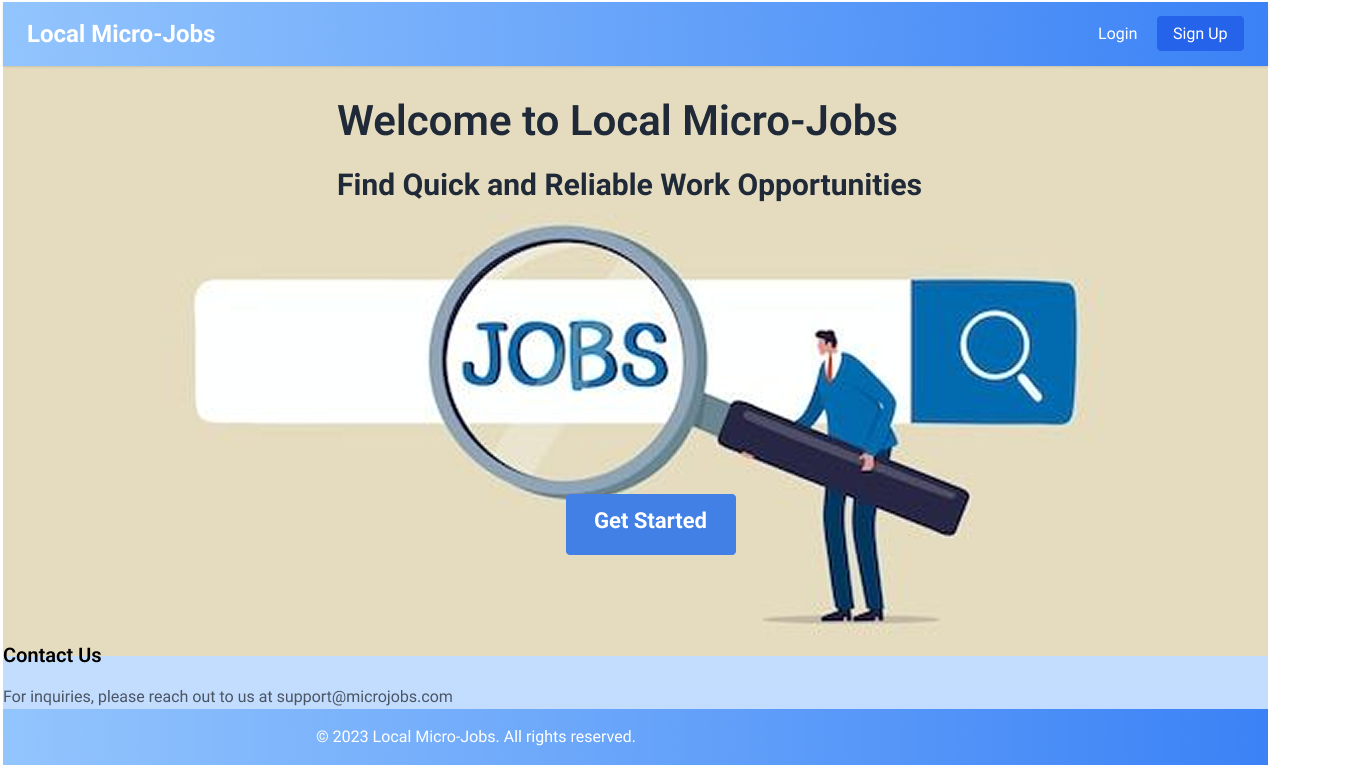 Local Micro-Jobs
Login
Sign Up
Welcome to Local Micro-Jobs
Find Quick and Reliable Work Opportunities
JOBS
Get Started
Contact Us
For inquiries, please reach out to us at support@microjobs.com
© 2023 Local Micro-Jobs. All rights reserved.